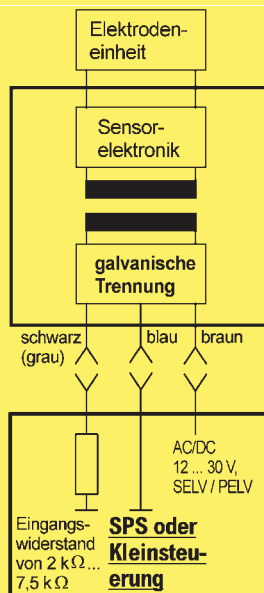 Elektroden-
einheit
Sensor-
elektronik
galvanische
Trennung
schwarz
(grau)
blau
braun
AC/DC
12 ... 30 V,
SELV / PELV
Eingangs-
widerstand
von 2 kΩ...
7,5 kΩ
SPS oder
Kleinsteu-
erung